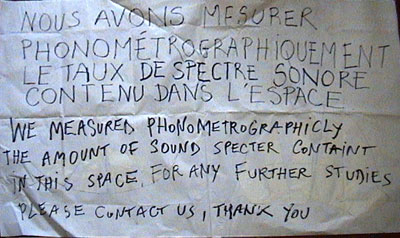 NOUS AVONS MESURER
PHONOMÉTROGRAPHIQUEMENT
LE TAUX DE SPECTRE SONORE
CONTENU DANS L'ESPACE
WE MEASURED PHONOMETROGRAPHICLY
THE AMOUNT OF SOUND SPECTER CONTAINT
IN THIS SPACE. FOR ANY FURTHER STUDIES
PLEASE CONTACT US, THANK YOU